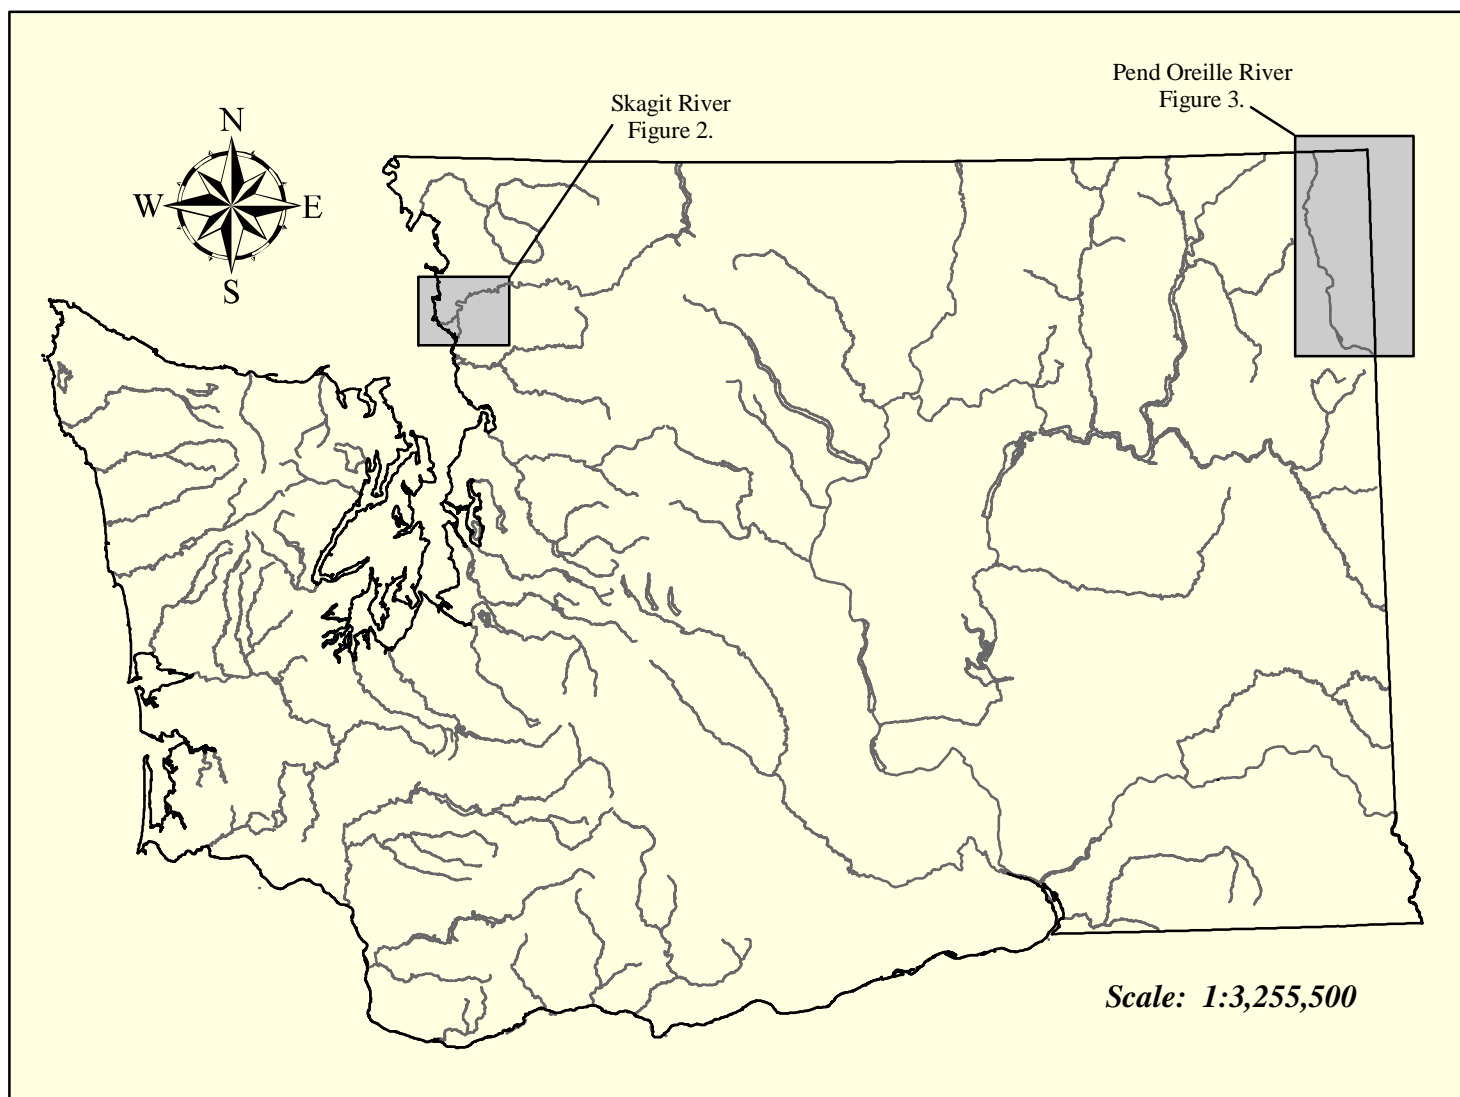 Pend Oreille River
Figure 3.
Skagit River
Figure 2.
N
W
E
S
Scale: 1:3,255,500